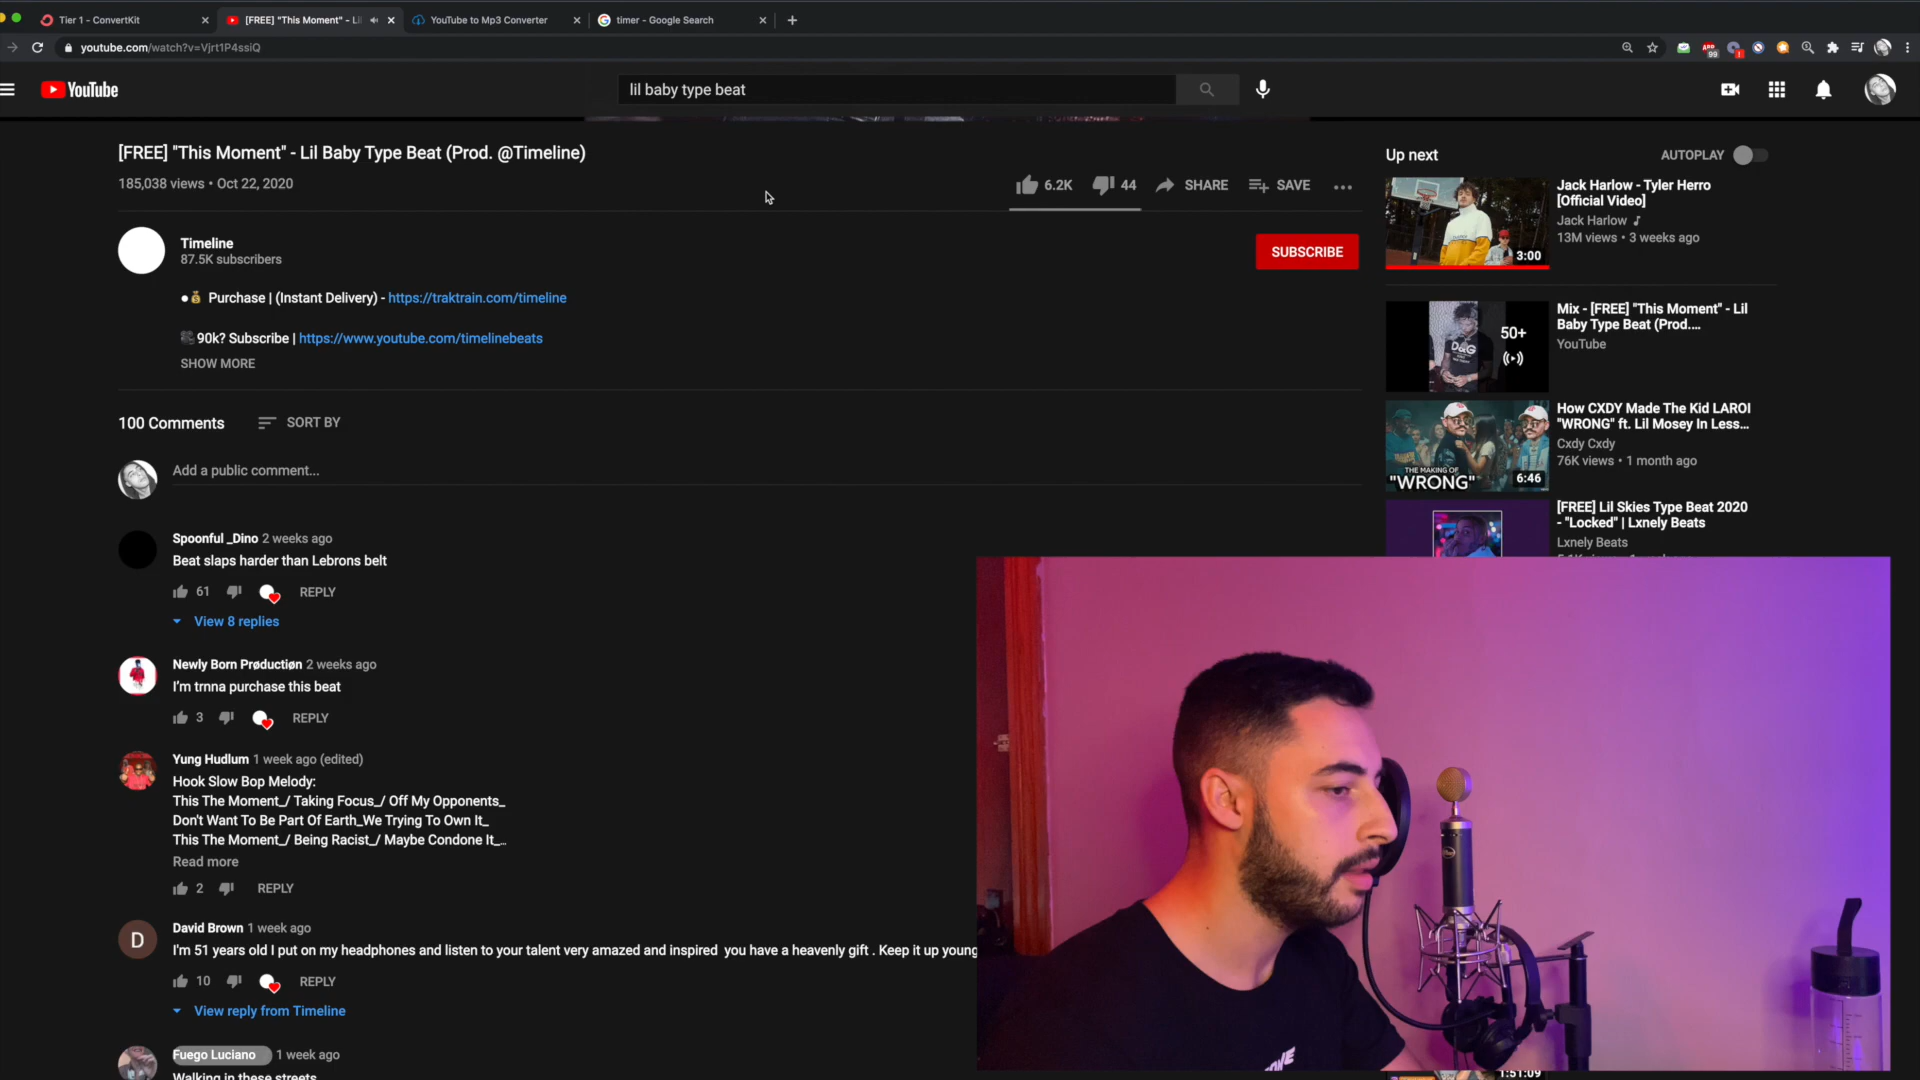 Tier 1 - ConvertKit
[FREE] "This Moment" - Lil
YouTube to Mp3 Converter
timer - Google Search
youtube.com/watch?v=Vjrt1P4ssiQ
99
YouTube
lil baby type beat
[FREE] "This Moment" - Lil Baby Type Beat (Prod. @Timeline)
185,038 views • Oct 22, 2020
6.2K
44
SHARE
SAVE
Timeline
87.5K subscribers
SUBSCRIBE
Purchase | (Instant Delivery) - https://traktrain.com/timeline
90k? Subscribe | https://www.youtube.com/timelinebeats
SHOW MORE
100 Comments
SORT BY
Add a public comment...
Spoonful _Dino 2 weeks ago
Beat slaps harder than Lebrons belt
61
REPLY
View 8 replies
Newly Born Prøductiøn 2 weeks ago
I'm trnna purchase this beat
3
REPLY
Yung Hudlum 1 week ago (edited)
Hook Slow Bop Melody:
This The Moment_/ Taking Focus_/ Off My Opponents_
Don't Want To Be Part Of Earth_We Trying To Own It_
This The Moment_/ Being Racist_/ Maybe Condone It_...
Read more
2
REPLY
D
David Brown 1 week ago
I'm 51 years old I put on my headphones and listen to your talent very amazed and inspired you have a heavenly gift . Keep it up young
10
REPLY
View reply from Timeline
Fuego Luciano 1 week ago
Walking in these streets
Up next
AUTOPLAY
Jack Harlow - Tyler Herro
[Official Video]
Jack Harlow
13M views • 3 weeks ago
3:00
Mix - [FREE] "This Moment" - Lil
Baby Type Beat (Prod....
YouTube
50+
D&G
How CXDY Made The Kid LAROI
"WRONG" ft. Lil Mosey In Less...
Cxdy Cxdy
76K views • 1 month ago
THE MAKING OF
"WRONG"
6:46
[FREE] Lil Skies Type Beat 2020
- "Locked" | Lxnely Beats
Lxnely Beats
1:51:09